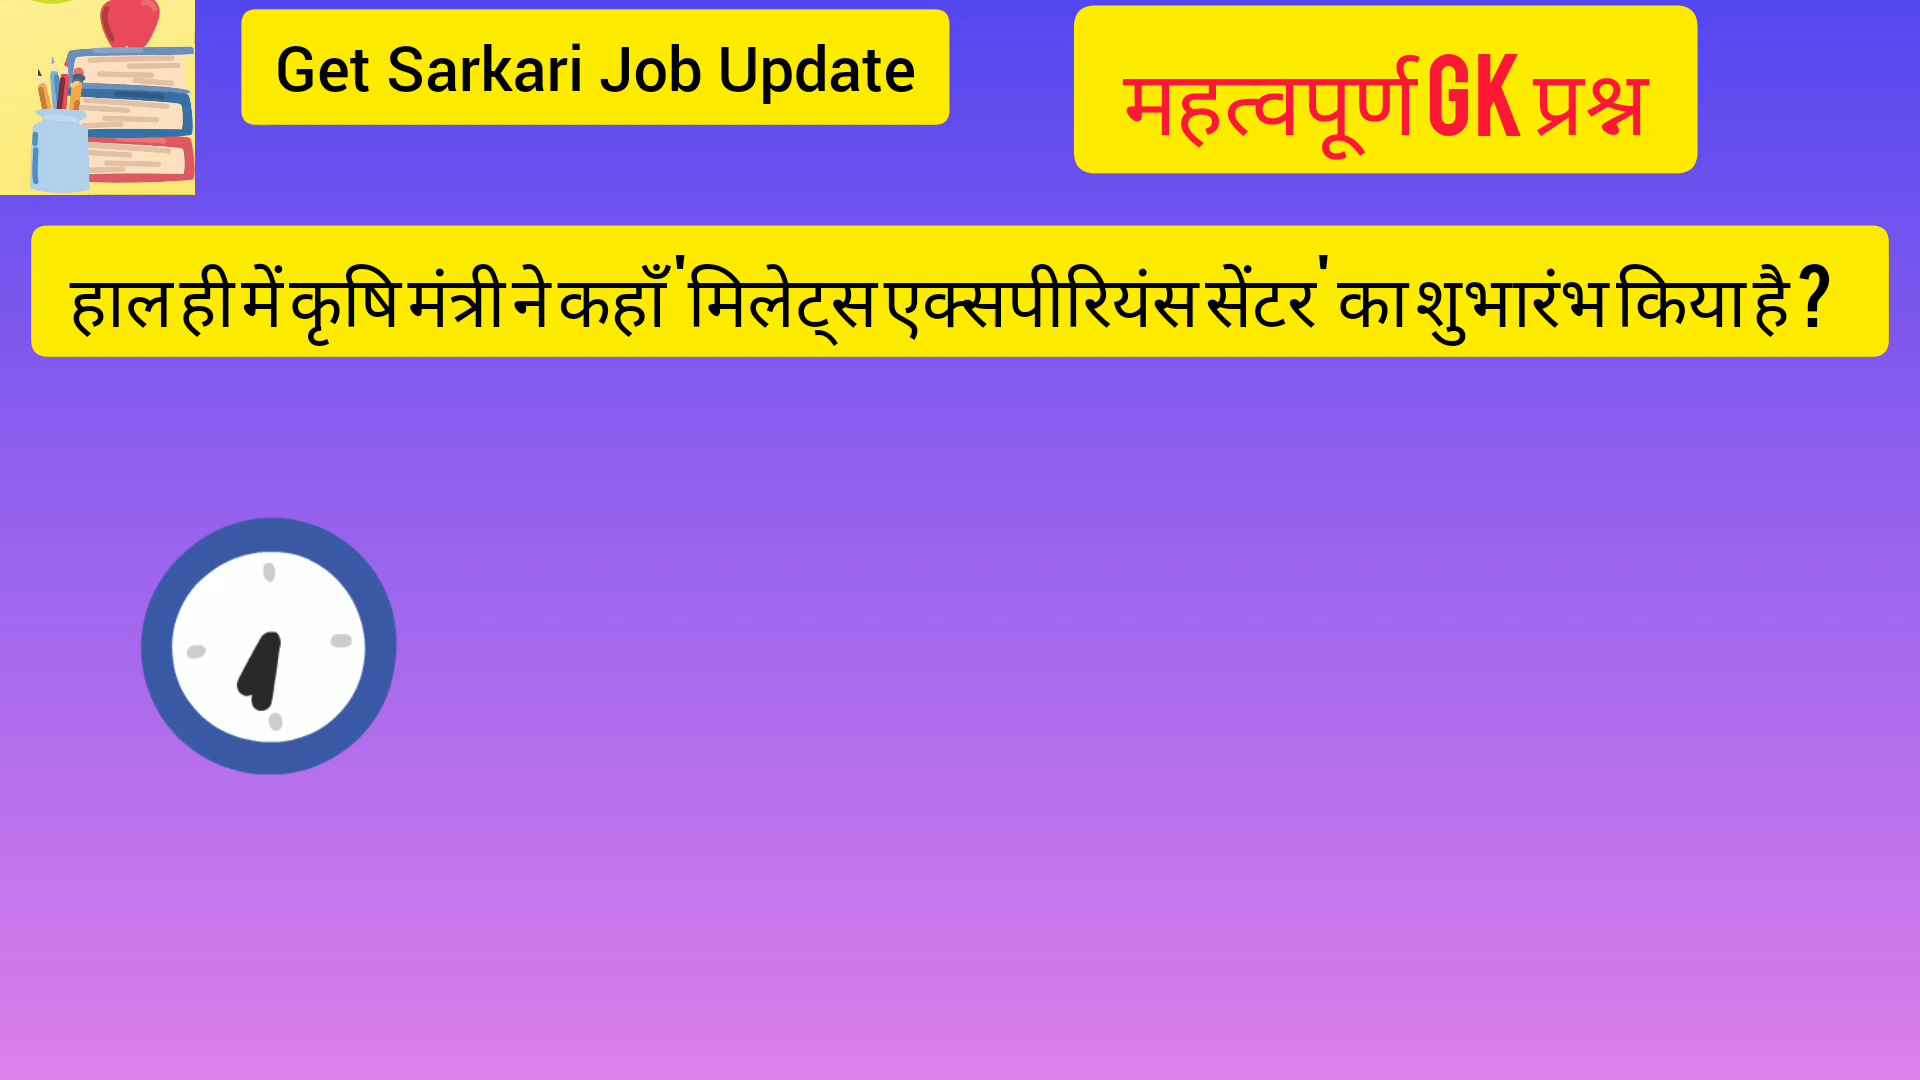 Get Sarkari Job Update
महत्वपूर्ण GK प्रश्न
हाल ही में कृषि मंत्री ने कहाँ 'मिलेट्स एक्सपीरियंस सेंटर' का शुभारंभ किया है ?